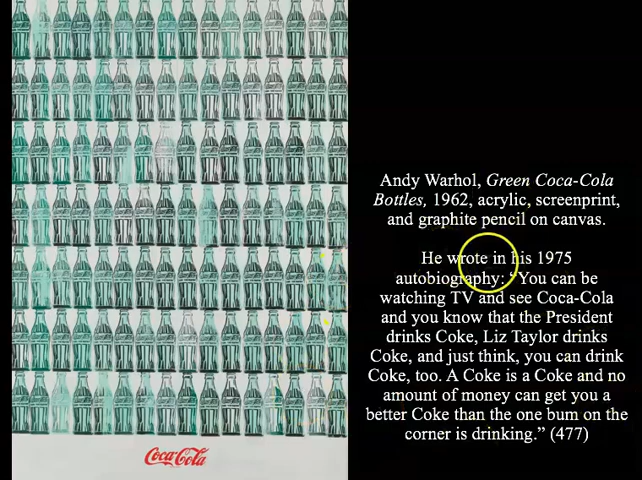 Andy Warhol, Green Coca-Cola
Bottles, 1962, acrylic, screenprint,
and graphite pencil on canvas.
He wrote in his 1975
autobiography: “You can be
watching TV and see Coca-Cola
and you know that the President
drinks Coke, Liz Taylor drinks
Coke, and just think, you can drink
Coke, too. A Coke is a Coke and no
amount of money can get you a
better Coke than the one bum on the
corner is drinking.” (477)
Coca-Cola